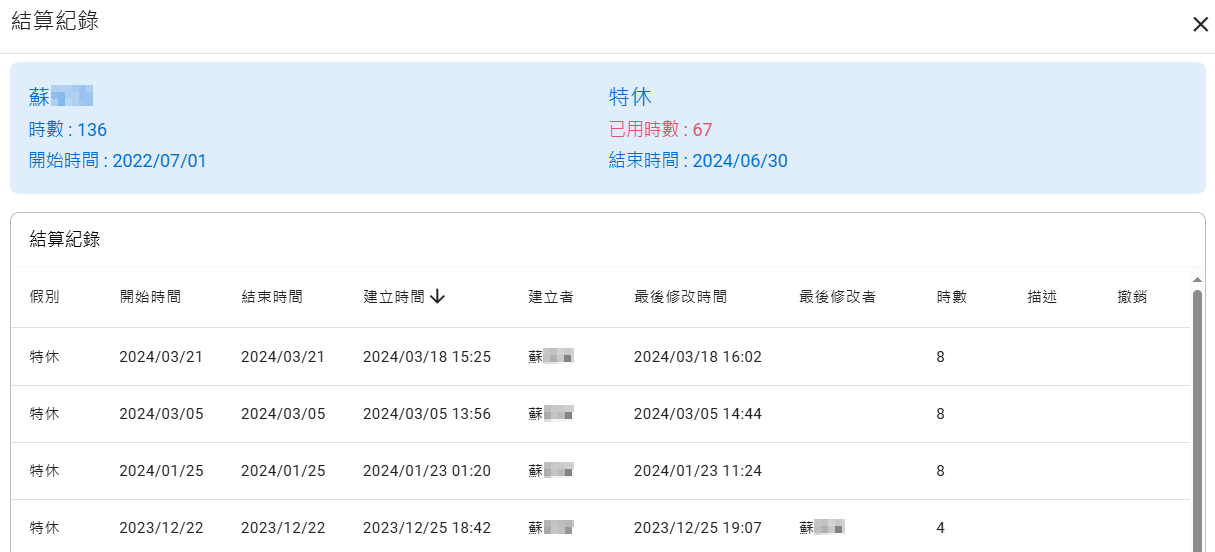 結算紀錄
蘇
特休
時數 : 136
已用時數 : 67
開始時間 : 2022/07/01
結束時間 : 2024/06/30
結算紀錄
假別 開始時間 結束時間 建立時間 建立者 最後修改時間 最後修改者 時數 描述 撤銷
特休 2024/03/21 2024/03/21 2024/03/18 15:25 蘇 2024/03/18 16:02 8
特休 2024/03/05 2024/03/05 2024/03/05 13:56 蘇 2024/03/05 14:44 8
特休 2024/01/25 2024/01/25 2024/01/23 01:20 蘇 2024/01/23 11:24 8
特休 2023/12/22 2023/12/22 2023/12/25 18:42 蘇 2023/12/25 19:07 蘇 4